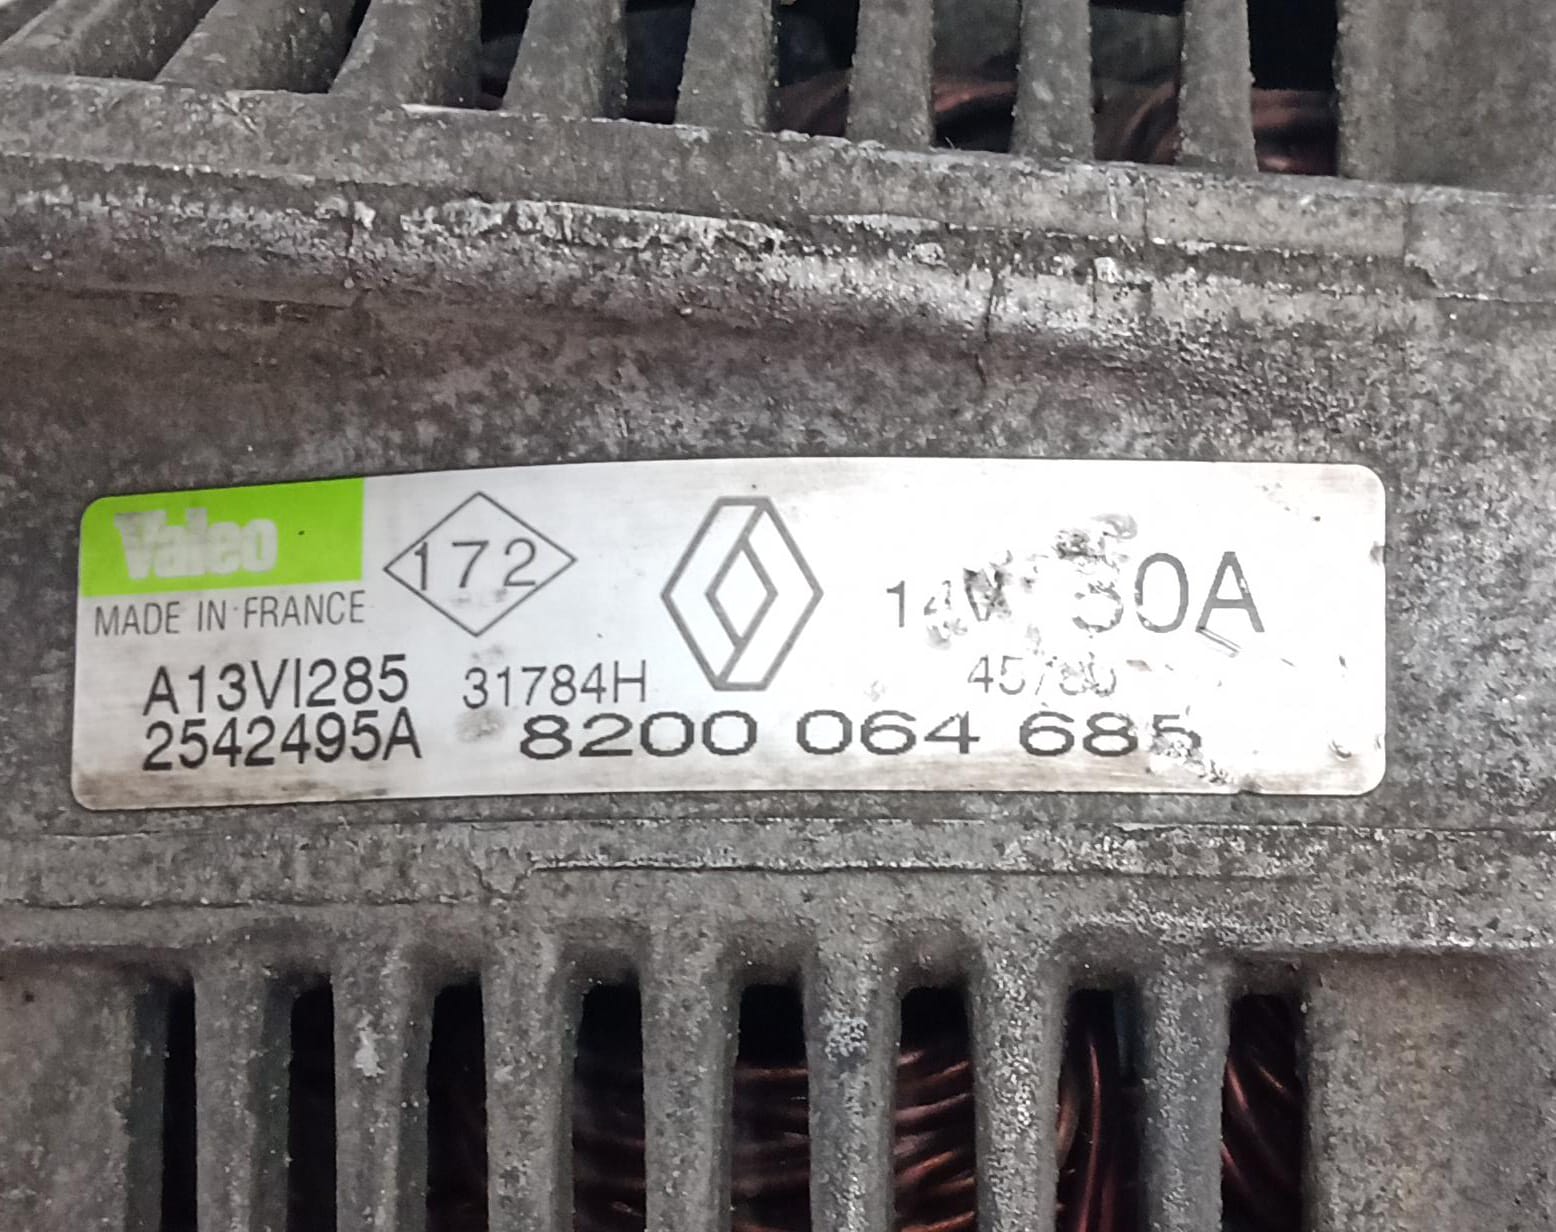 Valeo
MADE IN FRANCE
172
A13VI285 31784H
2542495A 8200 064 685